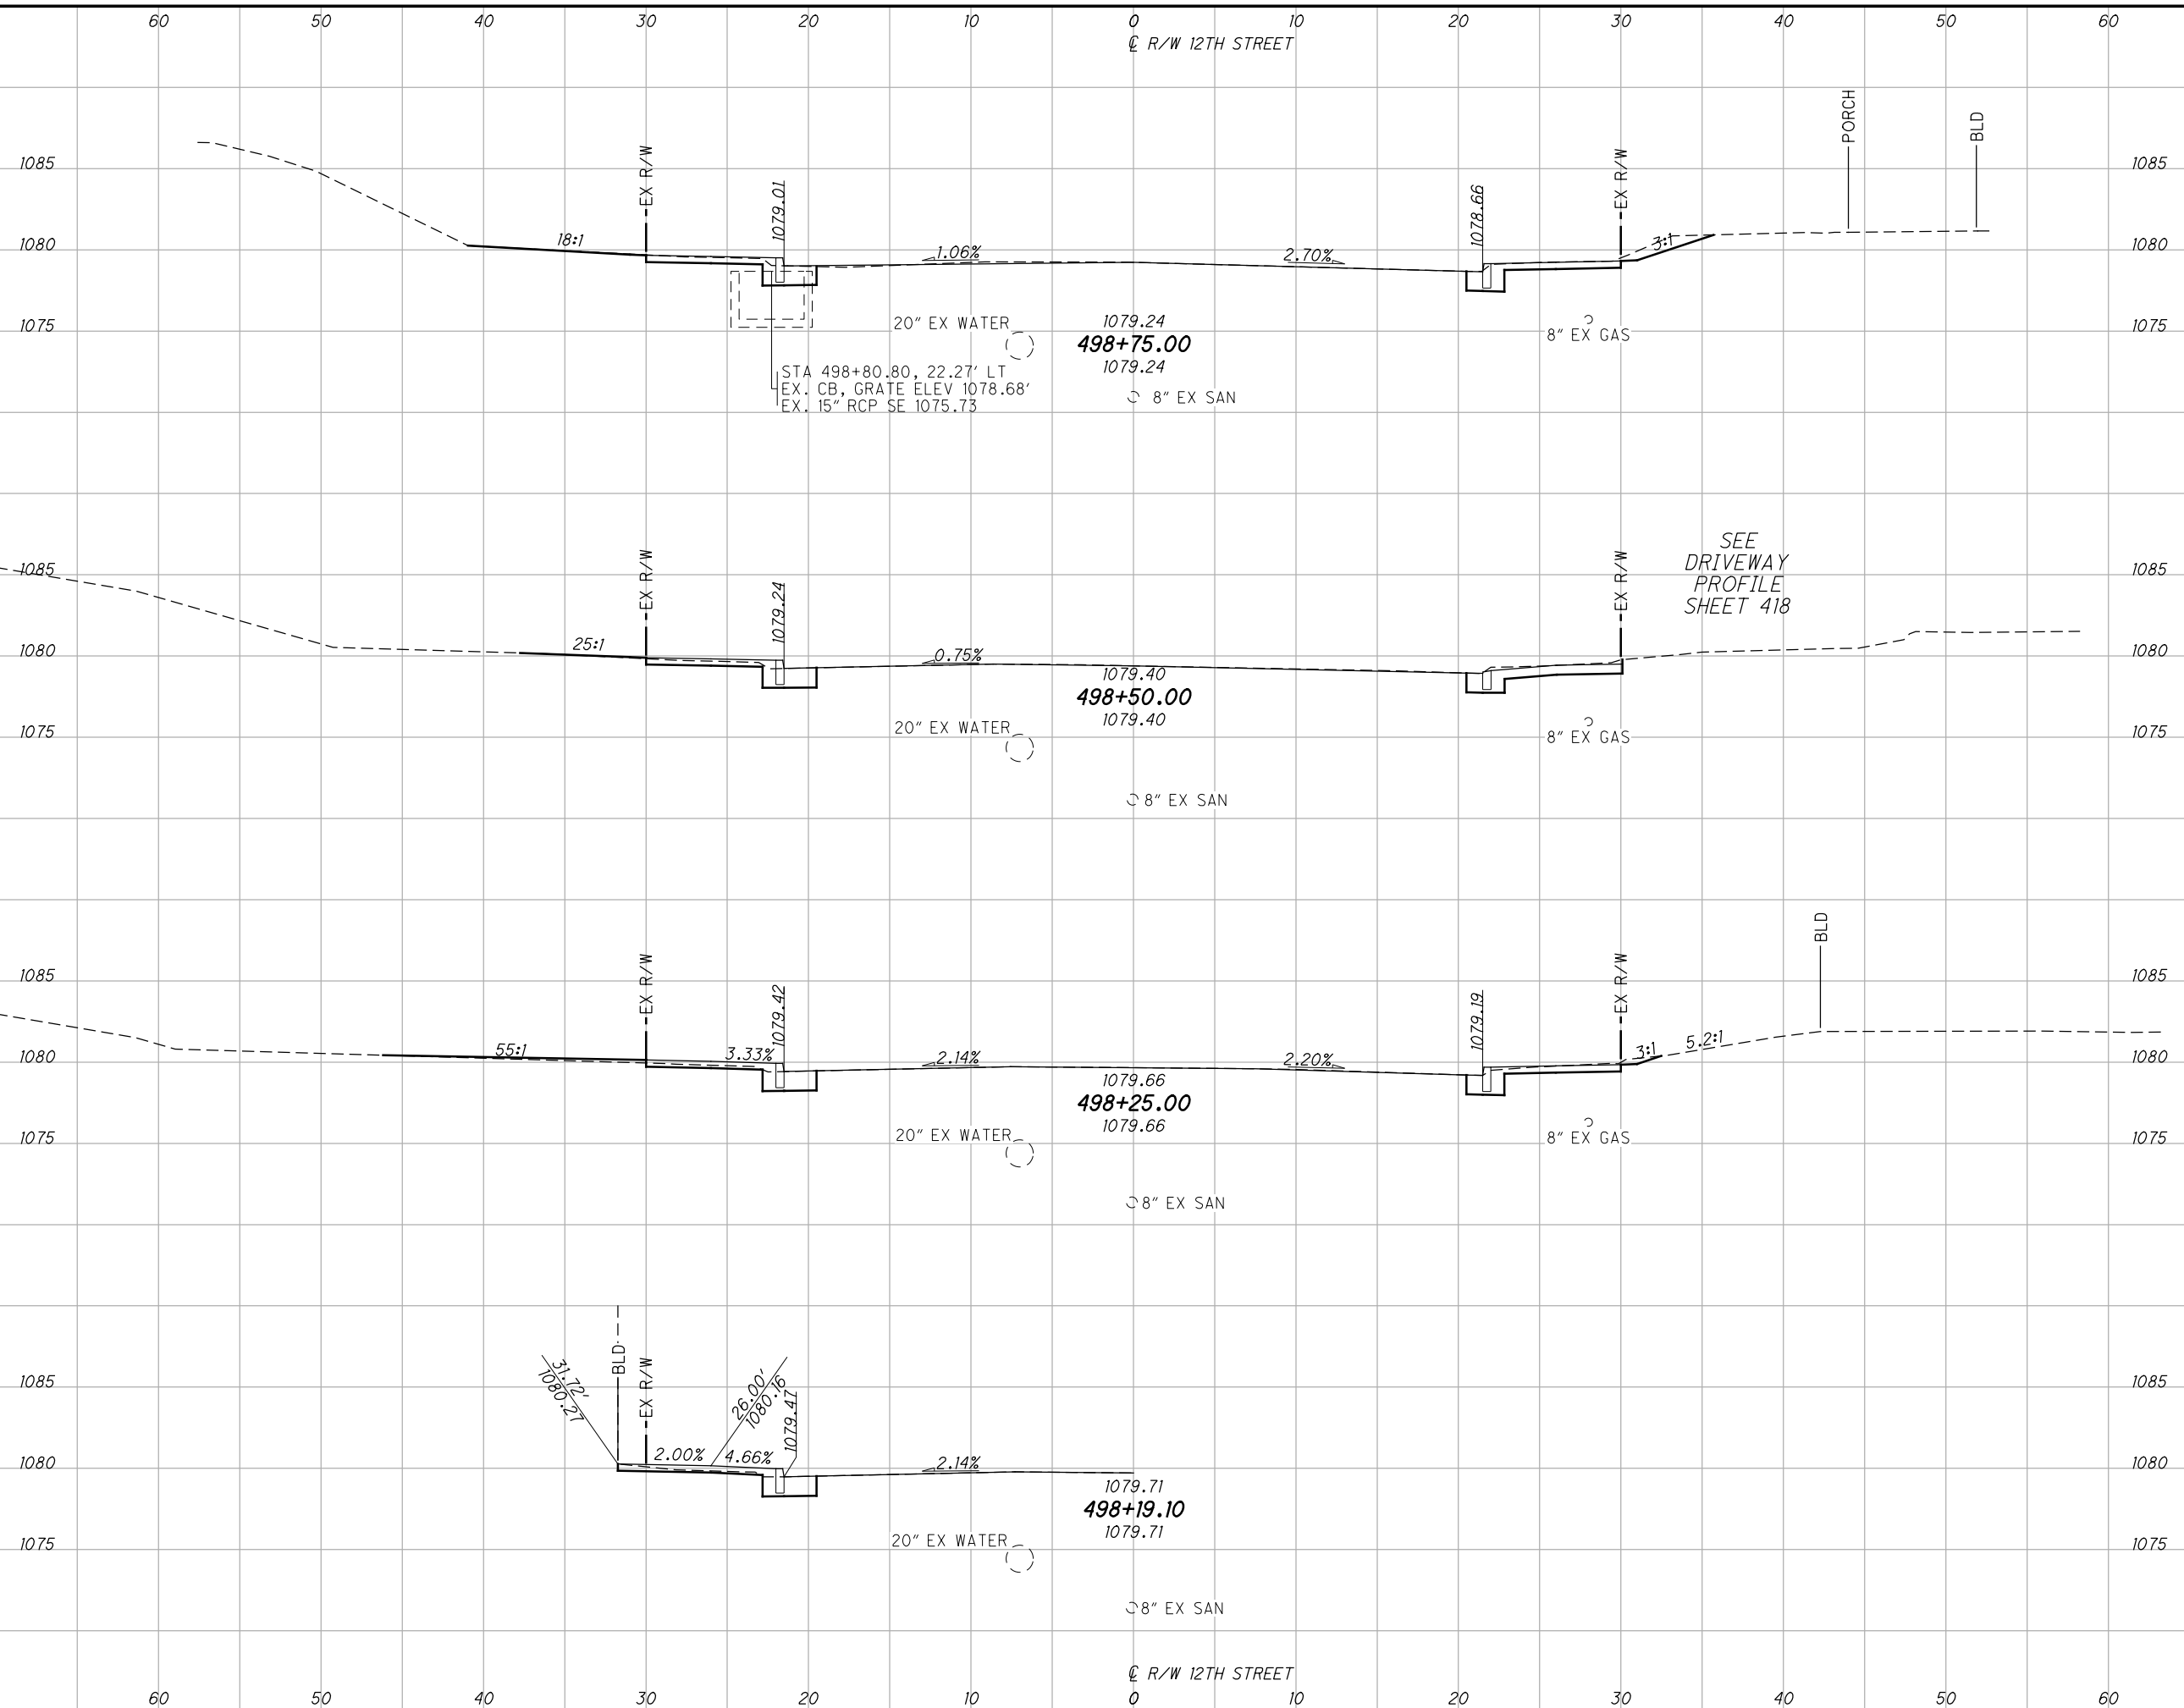 60 50 40 30 20 10 0 10 20 30 40 50 60
℄ R/W 12TH STREET
PORCH
BLD
EX R/W
EX R/W
1079.01
1078.66
1085 1085
1080 1080
18:1
1.06%
2.70%
3:1
1075 1075
20" EX WATER
1079.24
498+75.00
1079.24
8" EX GAS
STA 498+80.80, 22.27' LT
EX. CB, GRATE ELEV 1078.68'
EX. 15" RCP SE 1075.73
8" EX SAN
SEE
DRIVEWAY
PROFILE
SHEET 418
EX R/W
EX R/W
1079.24
1085 1085
1080 1080
25:1
0.75%
1079.40
498+50.00
1079.40
1075 1075
20" EX WATER
8" EX GAS
8" EX SAN
BLD
EX R/W
EX R/W
1079.42
1079.19
1085 1085
1080 1080
55:1
3.33%
2.14%
2.20%
3:1
5.2:1
1079.66
498+25.00
1079.66
1075 1075
20" EX WATER
8" EX GAS
8" EX SAN
BLD
EX R/W
31.72'
1080.27
26.00'
1080.16
1079.47
1085 1085
1080 1080
2.00%
4.66%
2.14%
1079.71
498+19.10
1079.71
1075 1075
20" EX WATER
8" EX SAN
℄ R/W 12TH STREET
60 50 40 30 20 10 0 10 20 30 40 50 60